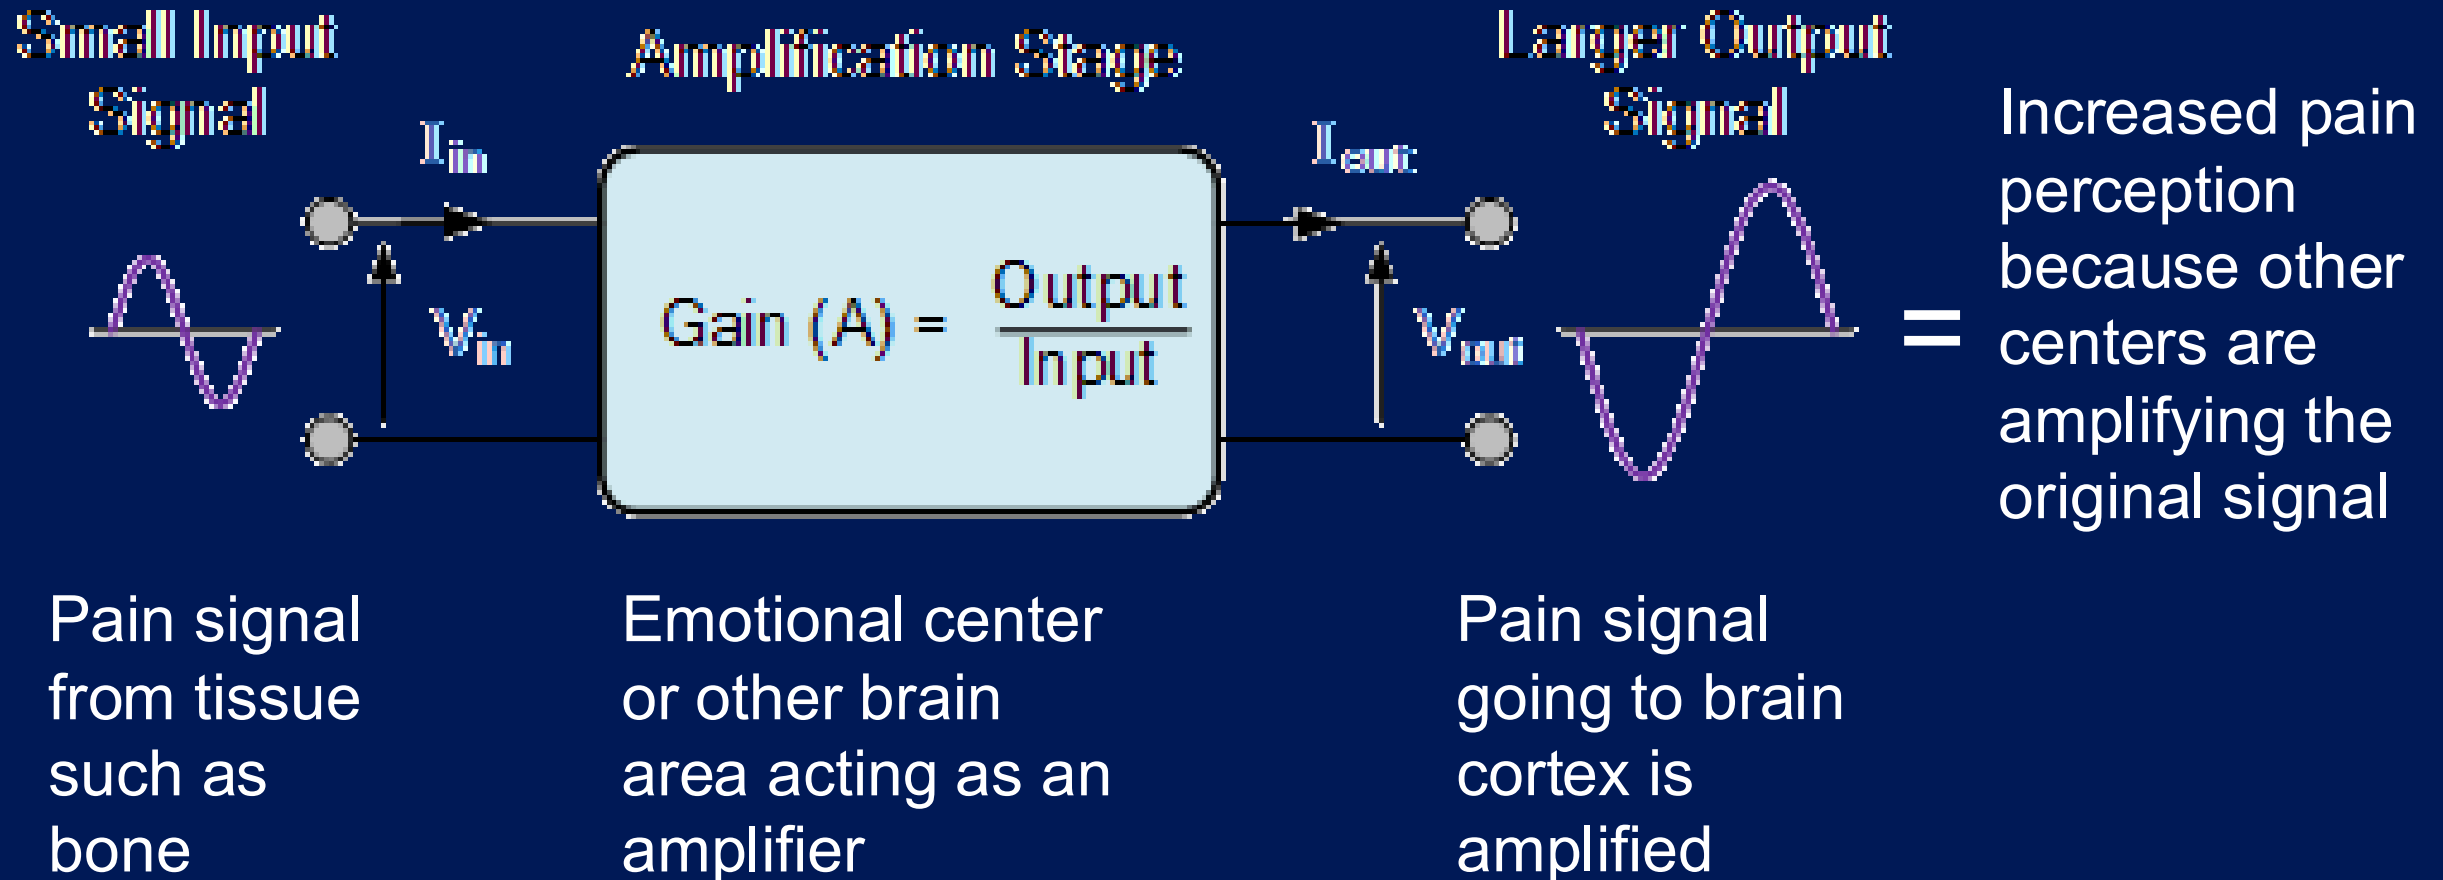 Small Input
Signal
Amplification Stage
Larger Output
Signal
Iin
Vin
Gain (A) = Output
Input
Iout
Vout
=
Increased pain
perception
because other
centers are
amplifying the
original signal
Pain signal
from tissue
such as
bone
Emotional center
or other brain
area acting as an
amplifier
Pain signal
going to brain
cortex is
amplified